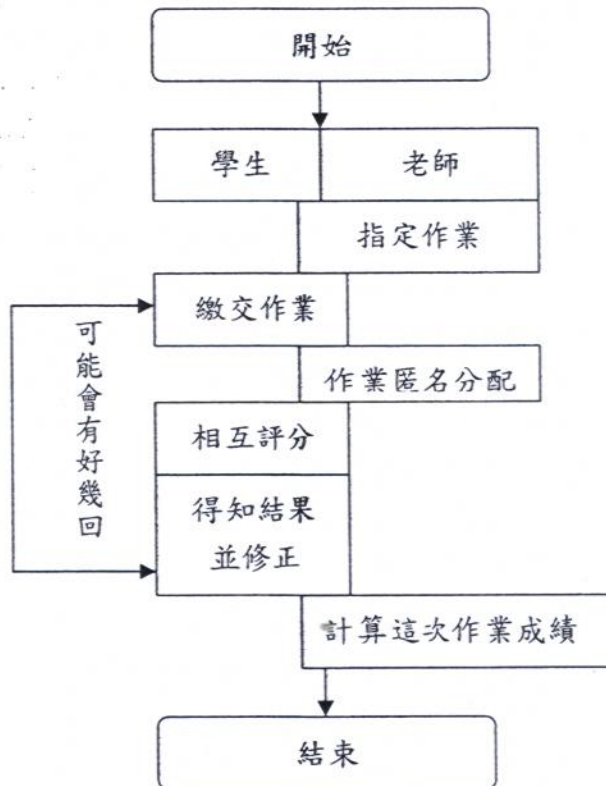 開始
學生 老師
指定作業
繳交作業
可能會有好幾回
作業匿名分配
相互評分
得知結果
並修正
計算這次作業成績
結束